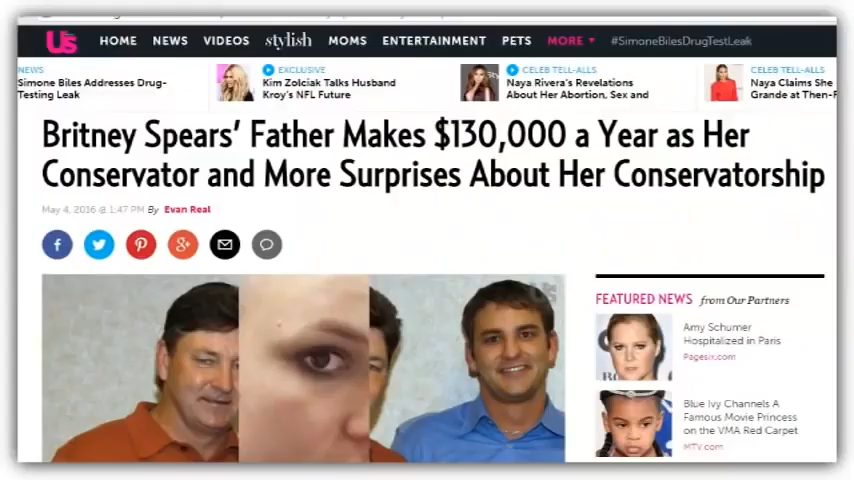 Us HOME NEWS VIDEOS stylish MOMS ENTERTAINMENT PETS MORE #SimoneBilesDrugTestLeak
NEWS
Simone Biles Addresses Drug-
Testing Leak
EXCLUSIVE
Kim Zolciak Talks Husband
Kroy's NFL Future
CELEB TELL-ALLS
Naya Rivera's Revelations
About Her Abortion, Sex and
CELEB TELL-ALLS
Naya Claims She
Grande at Then-F
Britney Spears' Father Makes $130,000 a Year as Her
Conservator and More Surprises About Her Conservatorship
May 4, 2016 @ 1:47 PM By Evan Real
FEATURED NEWS from Our Partners
Amy Schumer
Hospitalized in Paris
Pagesix.com
Blue Ivy Channels A
Famous Movie Princess
on the VMA Red Carpet
MTV.com